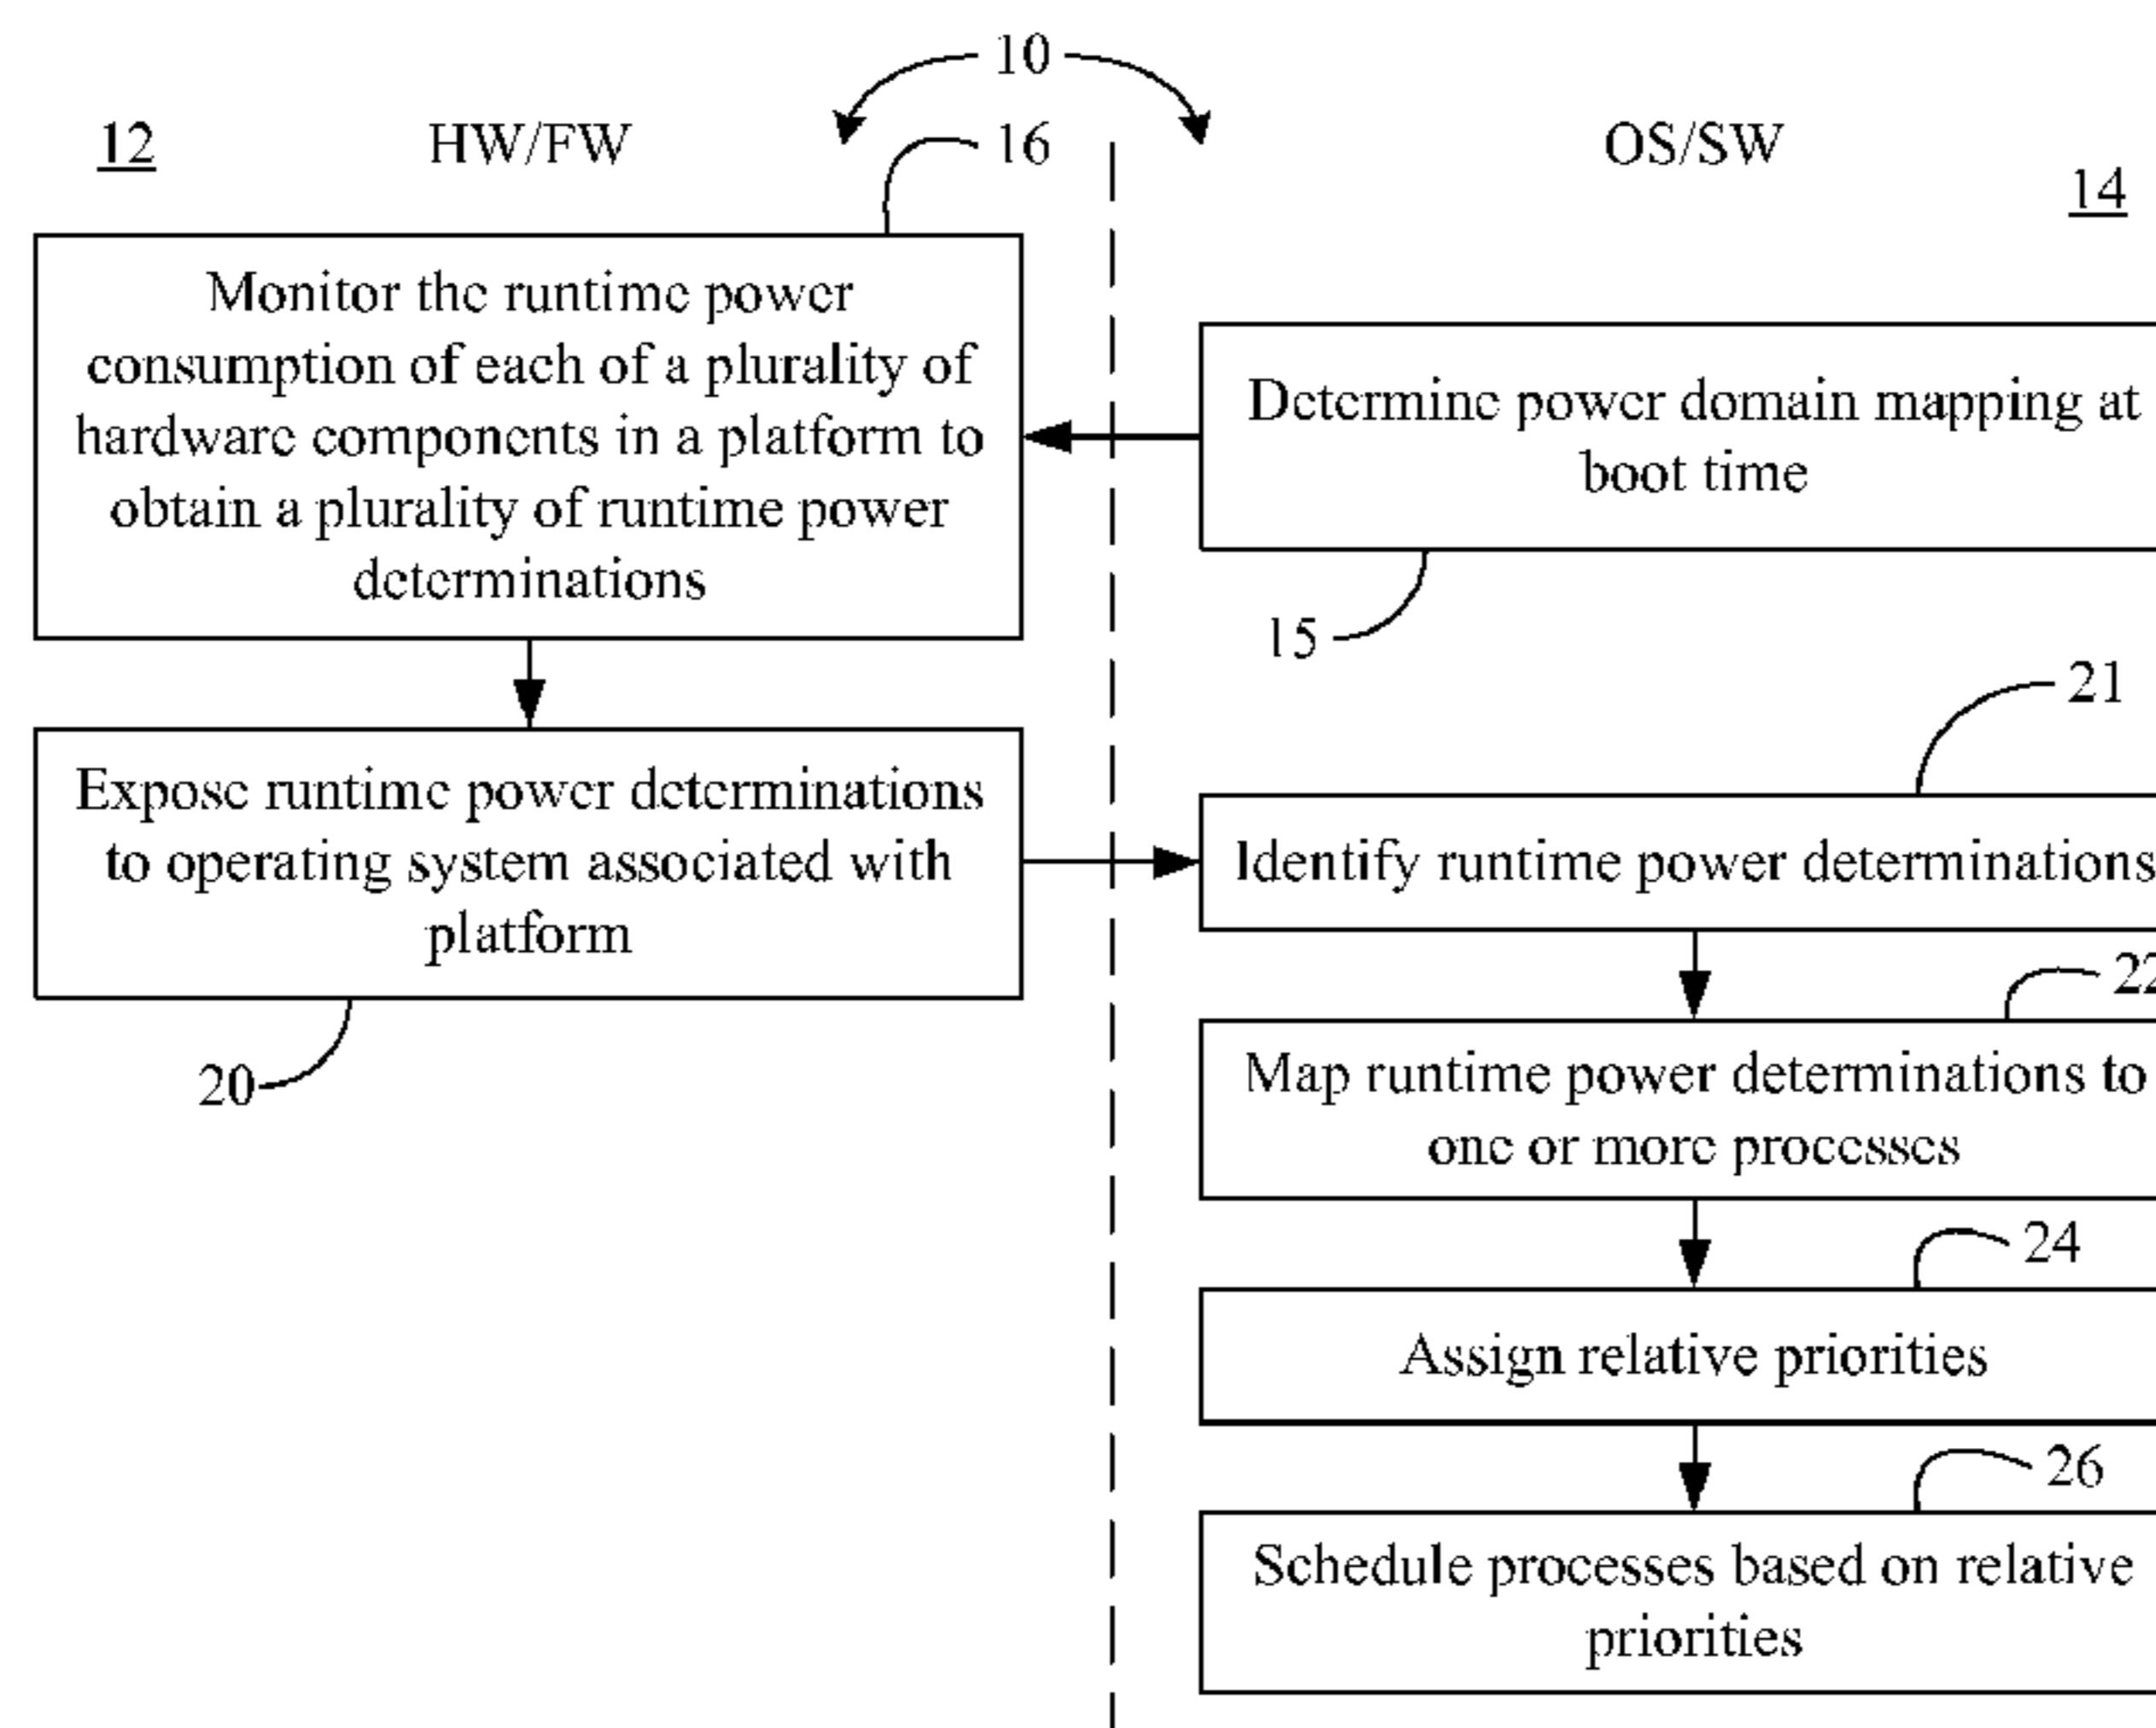 10
12
HW/FW
16
OS/SW
14
Monitor the runtime power
consumption of each of a plurality of
hardware components in a platform to
obtain a plurality of runtime power
determinations
Determine power domain mapping at
boot time
15
21
Expose runtime power determinations
to operating system associated with
platform
20
Identify runtime power determinations
22
Map runtime power determinations to
one or more processes
24
Assign relative priorities
26
Schedule processes based on relative
priorities